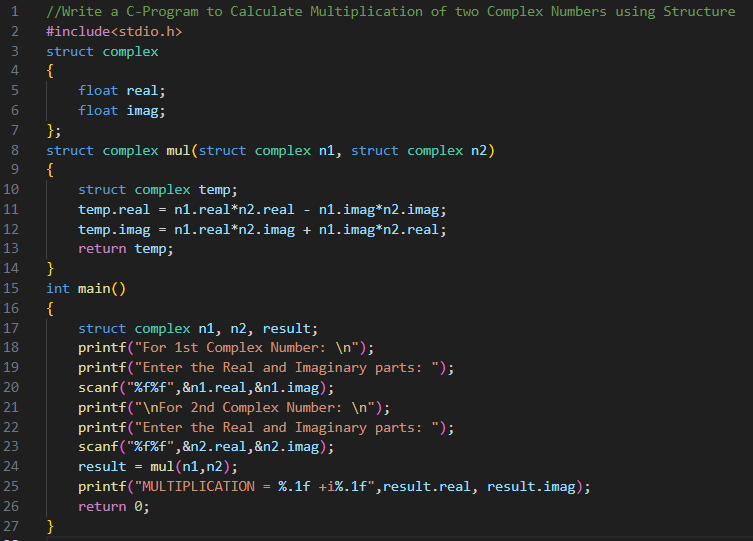 1 //Write a C-Program to Calculate Multiplication of two Complex Numbers using Structure
2 #include<stdio.h>
3 struct complex
4 {
5     float real;
6     float imag;
7 };
8 struct complex mul(struct complex n1, struct complex n2)
9 {
10     struct complex temp;
11     temp.real = n1.real*n2.real - n1.imag*n2.imag;
12     temp.imag = n1.real*n2.imag + n1.imag*n2.real;
13     return temp;
14 }
15 int main()
16 {
17     struct complex n1, n2, result;
18     printf("For 1st Complex Number: \n");
19     printf("Enter the Real and Imaginary parts: ");
20     scanf("%f%f",&n1.real,&n1.imag);
21     printf("\nFor 2nd Complex Number: \n");
22     printf("Enter the Real and Imaginary parts: ");
23     scanf("%f%f",&n2.real,&n2.imag);
24     result = mul(n1,n2);
25     printf("MULTIPLICATION = %.1f +i%.1f",result.real, result.imag);
26     return 0;
27 }